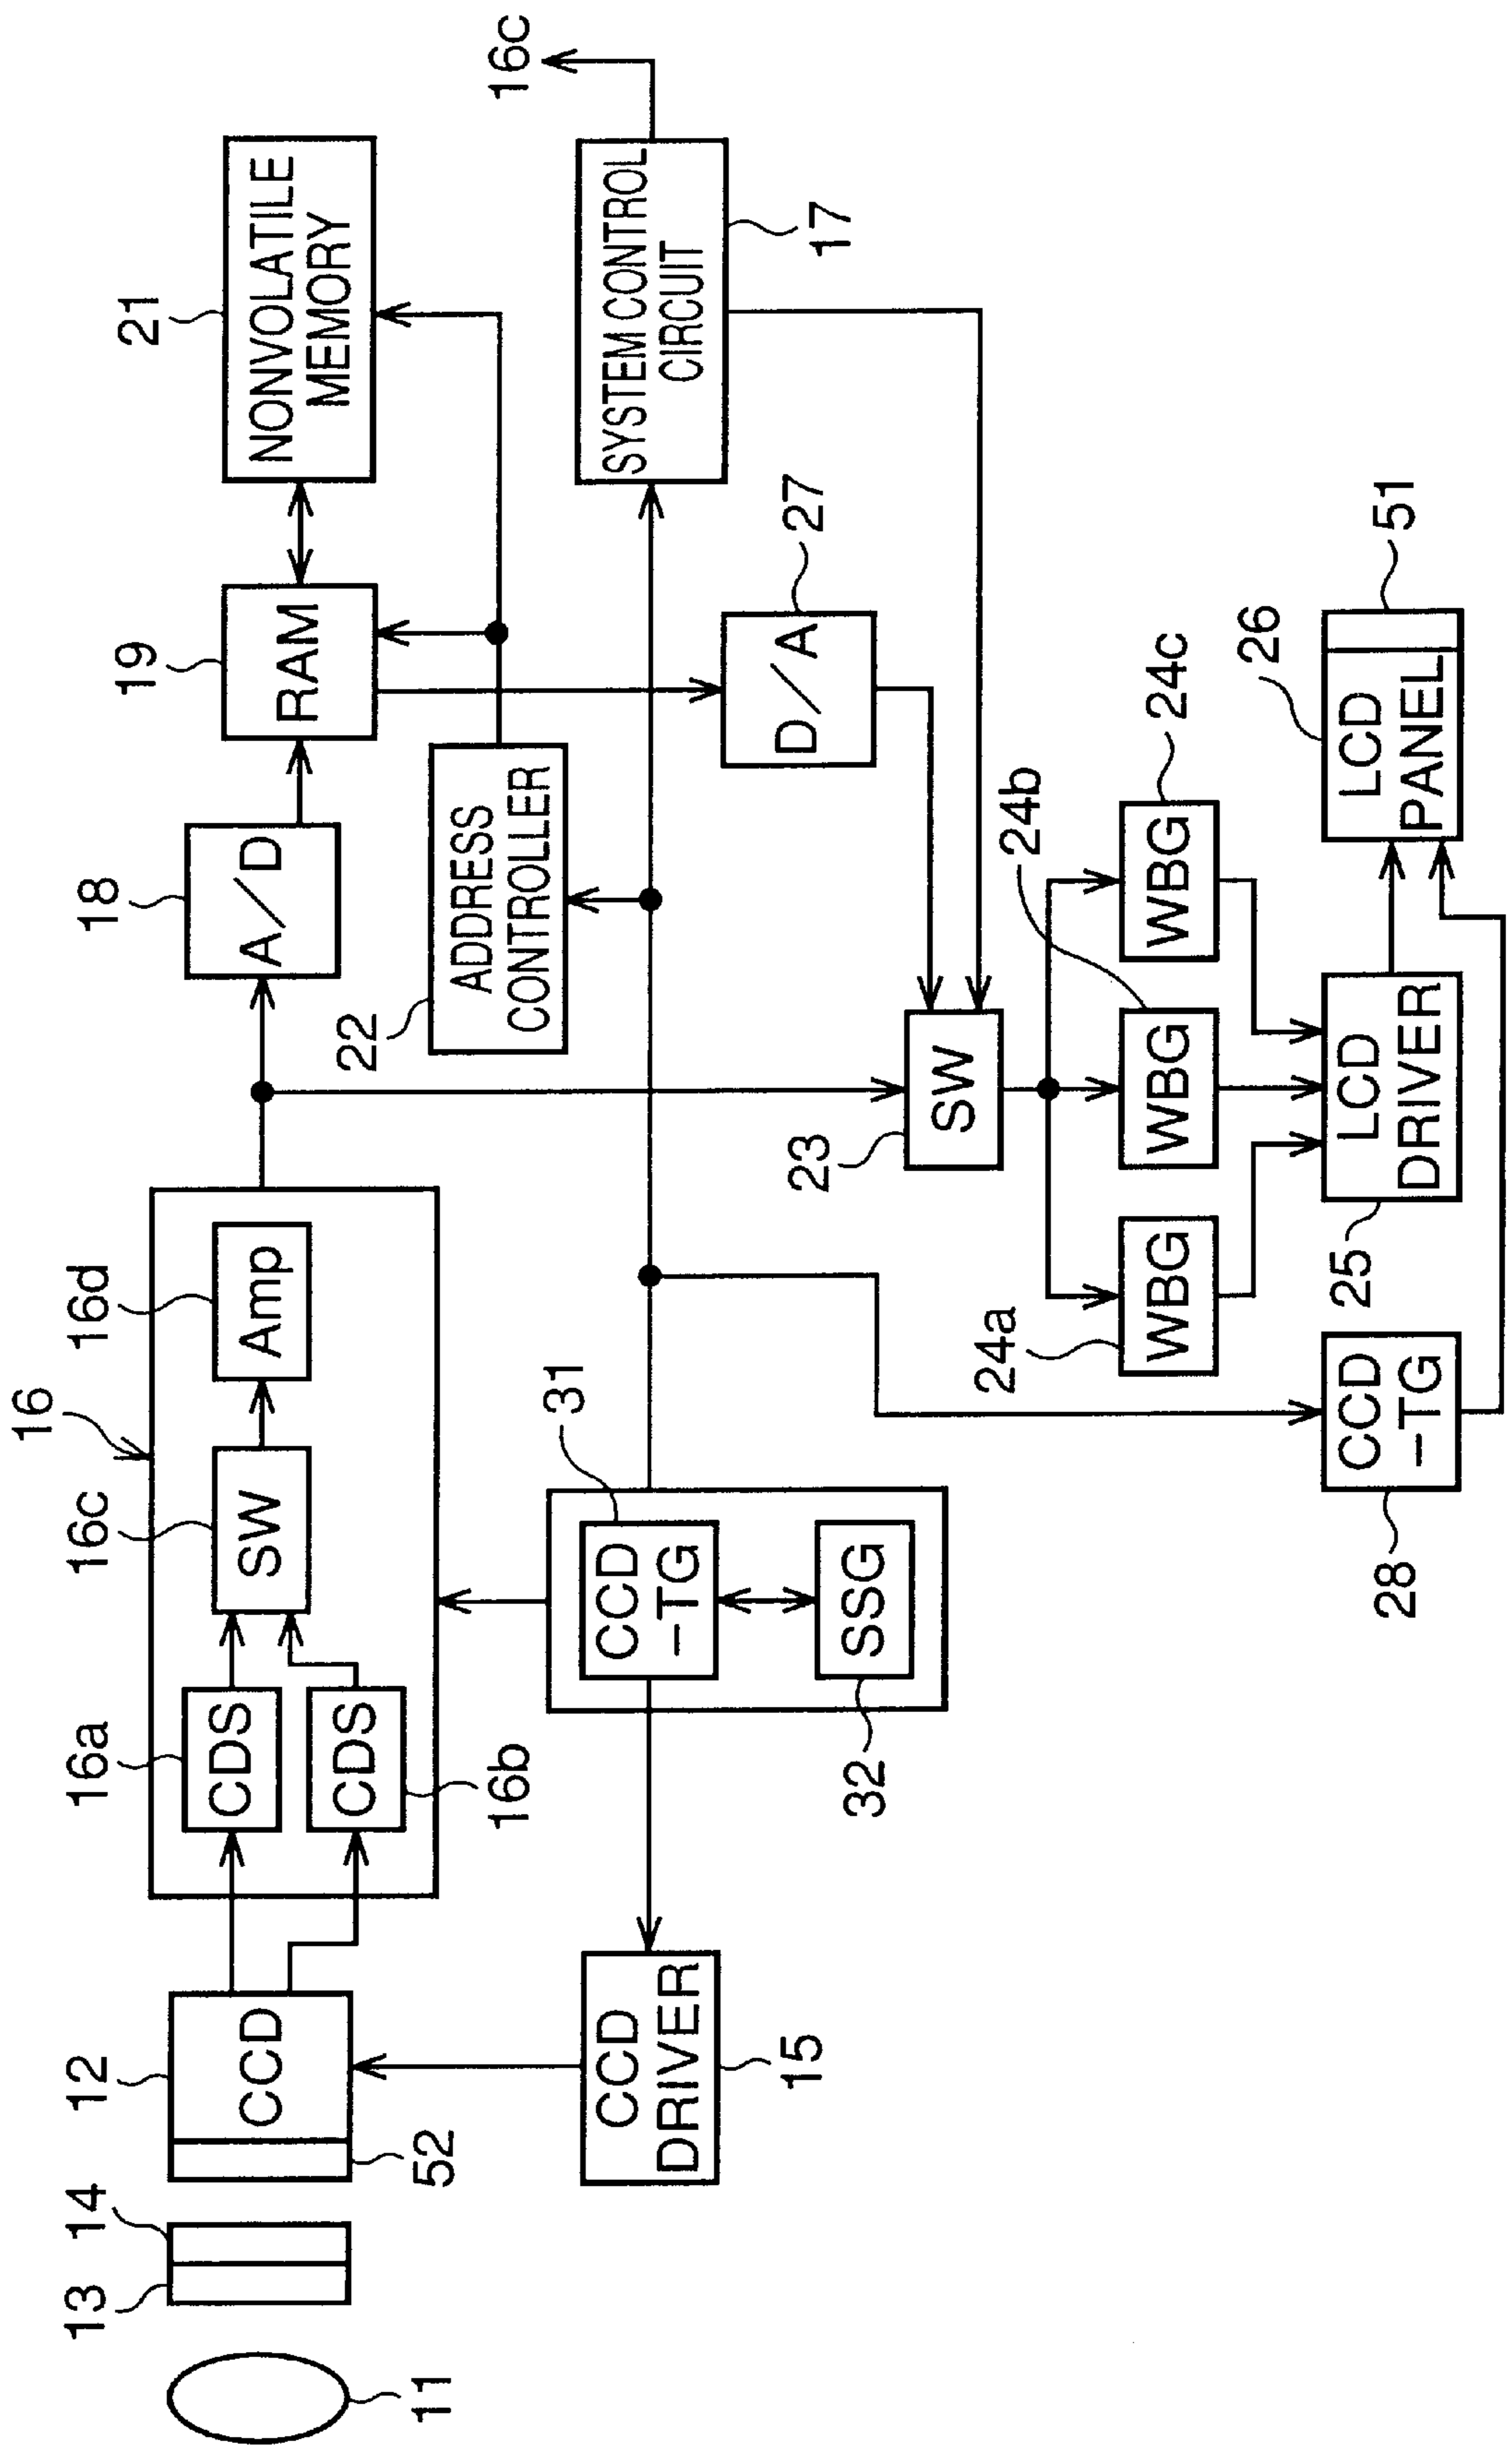 11
13
14
12
CCD
52
16
16a
CDS
CDS
16b
16c
SW
16d
Amp
18
A/D
19
RAM
21
NONVOLATILE
MEMORY
22
ADDRESS
CONTROLLER
16c
SYSTEM CONTROL
CIRCUIT
17
15
CCD
DRIVER
31
CCD
-TG
32
SSG
27
D/A
23
SW
24a
WBG
24b
WBG
24c
WBG
28
CCD
-TG
25
LCD
DRIVER
26
LCD
PANEL
51